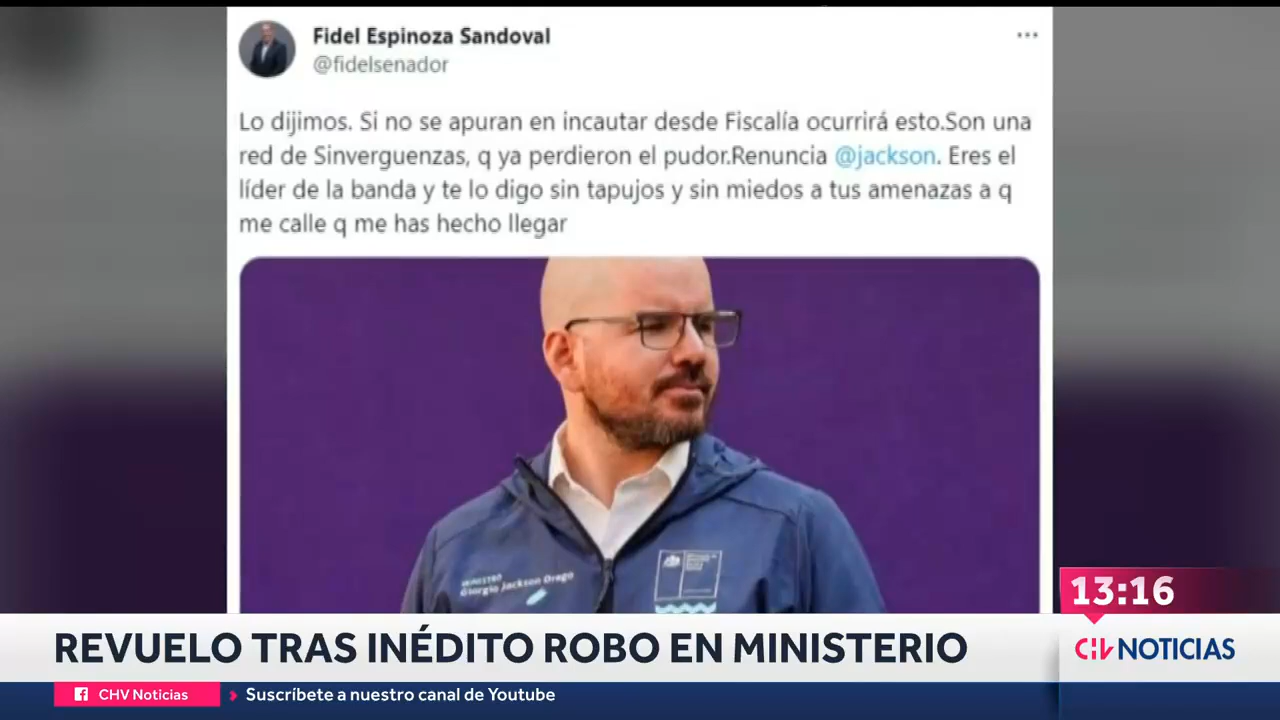 Fidel Espinoza Sandoval
@fidelsenador
Lo dijimos. Si no se apuran en incautar desde Fiscalía ocurrirá esto.Son una
red de Sinverguenzas, q ya perdieron el pudor.Renuncia @jackson. Eres el
líder de la banda y te lo digo sin tapujos y sin miedos a tus amenazas a q
me calle q me has hecho llegar
MINISTRO
Giorgio Jackson Drago
13:16
REVUELO TRAS INÉDITO ROBO EN MINISTERIO
CHV NOTICIAS
CHV Noticias
Suscríbete a nuestro canal de Youtube